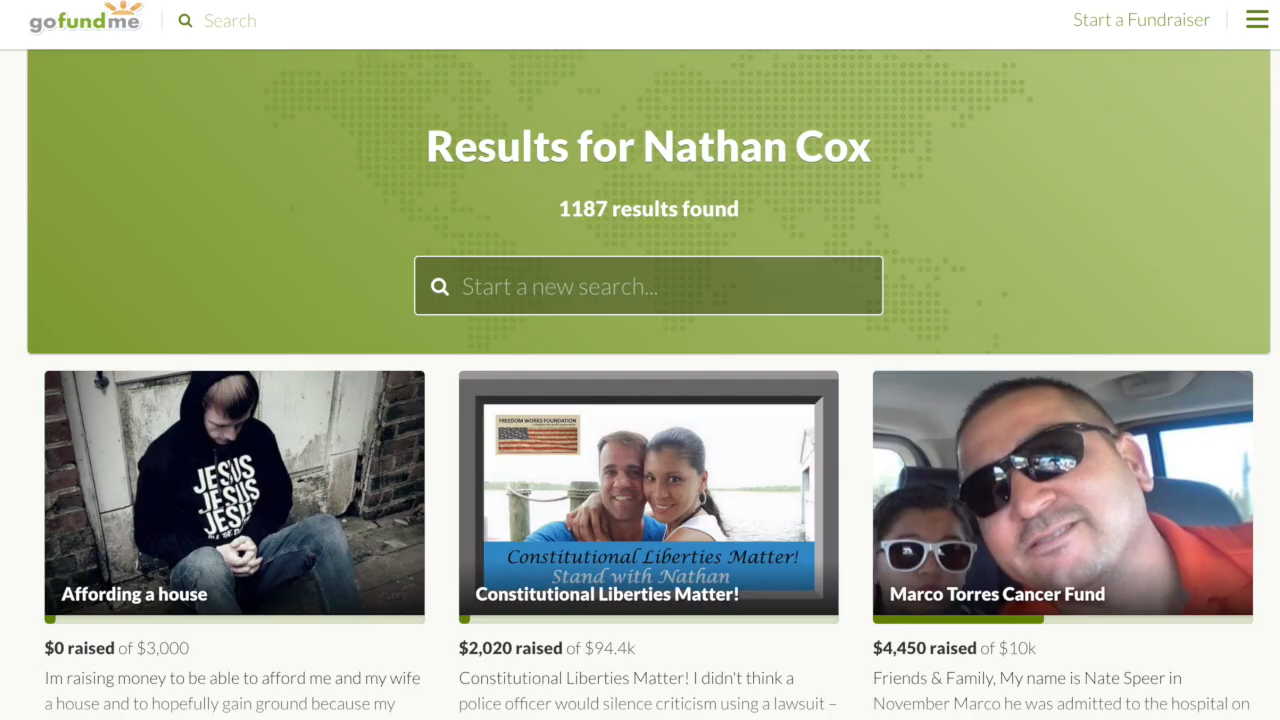 gofundme
Search
Start a Fundraiser
Results for Nathan Cox
1187 results found
Start a new search...
JESUS
JESUS
JESU
Affording a house
$0 raised of $3,000
Im raising money to be able to afford me and my wife
a house and to hopefully gain ground because my
FREEDOM WORKS FOUNDATION
Constitutional Liberties Matter!
Stand with Nathan
Constitutional Liberties Matter!
$2,020 raised of $94.4k
Constitutional Liberties Matter! I didn't think a
police officer would silence criticism using a lawsuit –
Marco Torres Cancer Fund
$4,450 raised of $10k
Friends & Family, My name is Nate Speer in
November Marco he was admitted to the hospital on